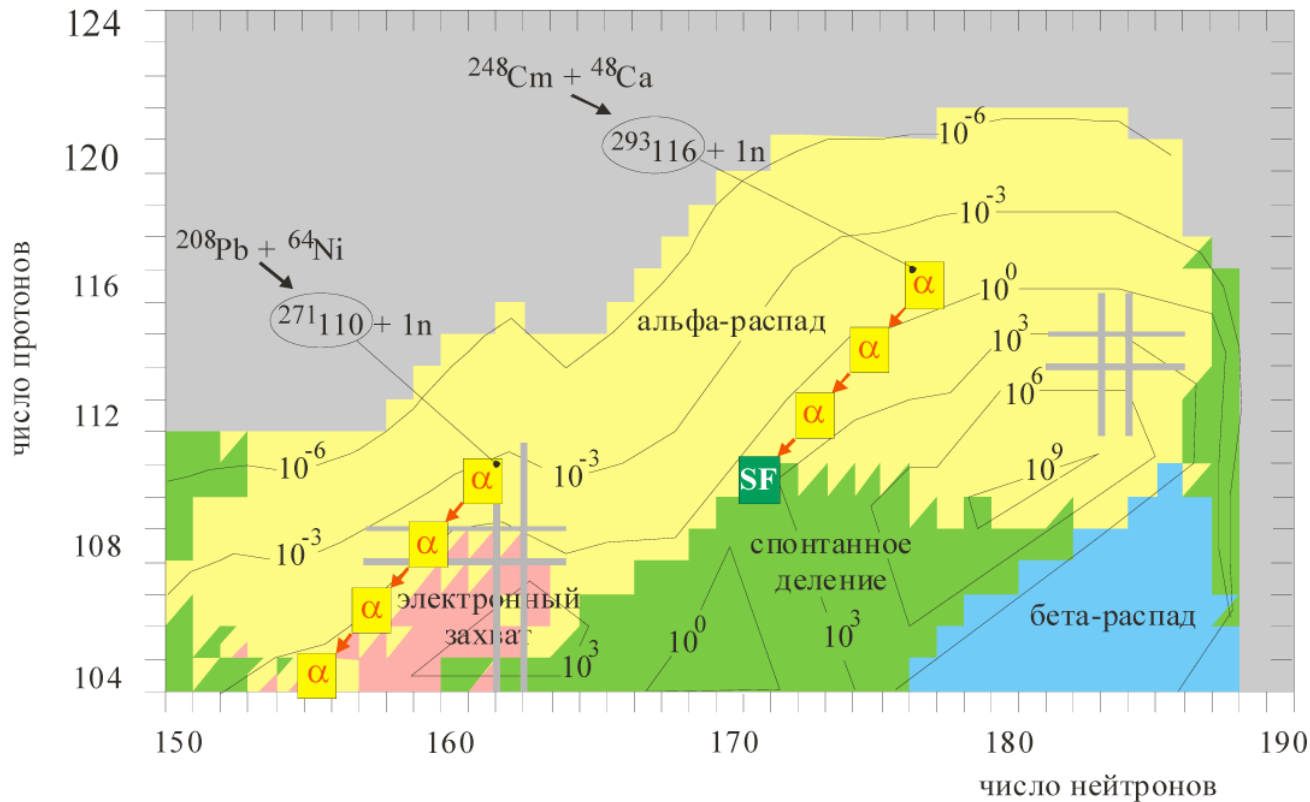 число протонов
124
120
116
112
108
104
²⁴⁸Cm + ⁴⁸Ca
²⁹³116 + 1n
²⁰⁸Pb + ⁶⁴Ni
²⁷¹110 + 1n
10⁻⁶
10⁻³
10⁰
10³
10⁶
10⁹
альфа-распад
α
α
α
SF
10⁻⁶
10⁻³
10⁻³
α
α
α
α
электронный
захват
10³
спонтанное
деление
10⁰
10³
бета-распад
150
160
170
180
190
число нейтронов